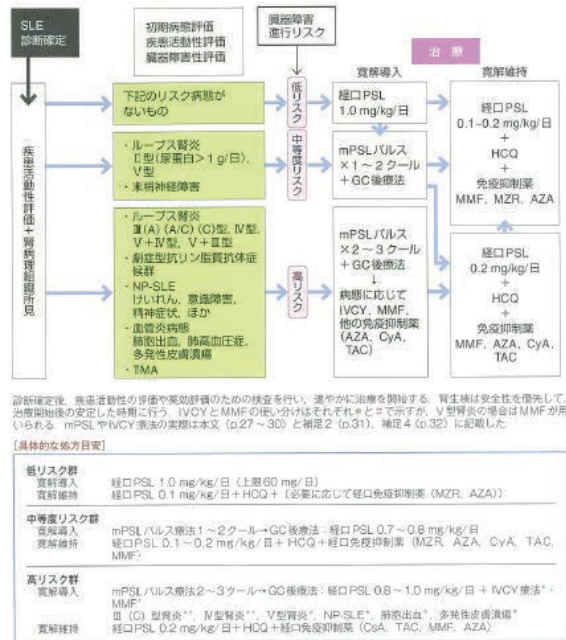 SLE
診断確定
初期病態評価
疾患活動性評価
臓器障害性評価
臓器障害
進行リスク
治療
寛解導入
寛解維持
疾患活動性評価+腎病理組織所見
下記のリスク病態が
ないもの
低リスク
経口PSL
1.0 mg/kg/日
・ループス腎炎
Ⅱ型(尿蛋白>1 g/日)、
Ⅴ型
・末梢神経障害
中等度リスク
mPSLパルス
×1~2クール
+GC後療法
経口PSL
0.1~0.2 mg/kg/日
+
HCQ
+
免疫抑制薬
MMF, MZR, AZA
・ループス腎炎
Ⅲ(A) (A/C) (C)型, Ⅳ型,
Ⅴ+Ⅳ型, Ⅴ+Ⅲ型
・劇症型抗リン脂質抗体症
候群
・NP-SLE
けいれん, 意識障害,
精神症状, ほか
・血管炎病態
肺胞出血, 肺高血圧症,
多発性皮膚潰瘍
・TMA
高リスク
mPSLパルス
×2~3クール
+GC後療法
↓
病態に応じて
IVCY, MMF,
他の免疫抑制薬
(AZA, CyA,
TAC)
経口PSL
0.2 mg/kg/日
+
HCQ
+
免疫抑制薬
MMF, AZA, CyA,
TAC
診断確定後, 疾患活動性の評価や薬効評価のための検査を行い, 速やかに治療を開始する. 腎生検は安全性を優先して,
治療開始後の安定した時期に行う. IVCYとMMFの使い分けはそれぞれ*と#で示すが, Ⅴ型腎炎の場合はMMFが用
いられる. mPSLやIVCY療法の実際は本文(p.27~30)と補足2(p.31), 補足4(p.32)に記載した
[具体的な処方目安]
低リスク群
寛解導入 経口PSL 1.0 mg/kg/日(上限60 mg/日)
寛解維持 経口PSL 0.1 mg/kg/日+HCQ+(必要に応じて経口免疫抑制薬(MZR, AZA))
中等度リスク群
寛解導入 mPSLパルス療法1~2クール→GC後療法:経口PSL 0.7~0.8 mg/kg/日
寛解維持 経口PSL 0.1~0.2 mg/kg/日+HCQ+経口免疫抑制薬(MZR, AZA, CyA, TAC,
MMF)
高リスク群
寛解導入 mPSLパルス療法2~3クール→GC後療法:経口PSL 0.8~1.0 mg/kg/日+IVCY療法*・
MMF#
Ⅲ(C)型腎炎, Ⅳ型腎炎, Ⅴ型腎炎, NP-SLE*, 肺胞出血*, 多発性皮膚潰瘍*
寛解維持 経口PSL 0.2 mg/kg/日+HCQ+経口免疫抑制薬(CsA, TAC, MMF, AZA)